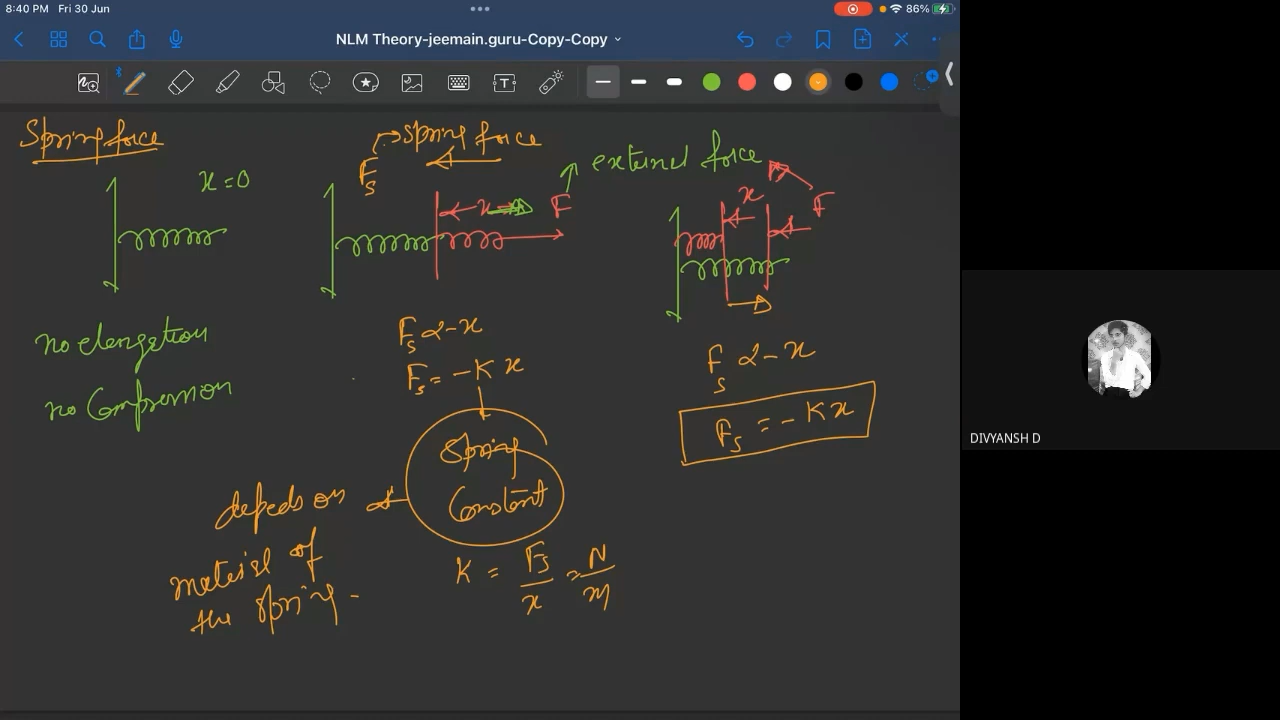 8:40 PM Fri 30 Jun
86%
NLM Theory-jeemain.guru-Copy-Copy
Spring force
x = 0
Fs
spring force
external force
x
F
x
F
no elongation
no Compression
Fs α - x
Fs = - K x
Spring
Constant
depends on
material of
the spring -
K = Fs/x = N/m
Fs α - x
Fs = - K x
DIVYANSH D